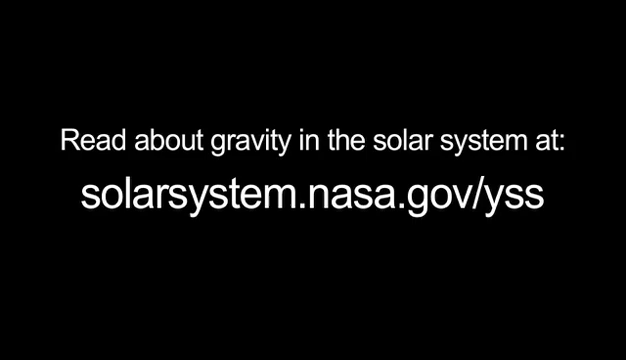 Read about gravity in the solar system at:
solarsystem.nasa.gov/yss